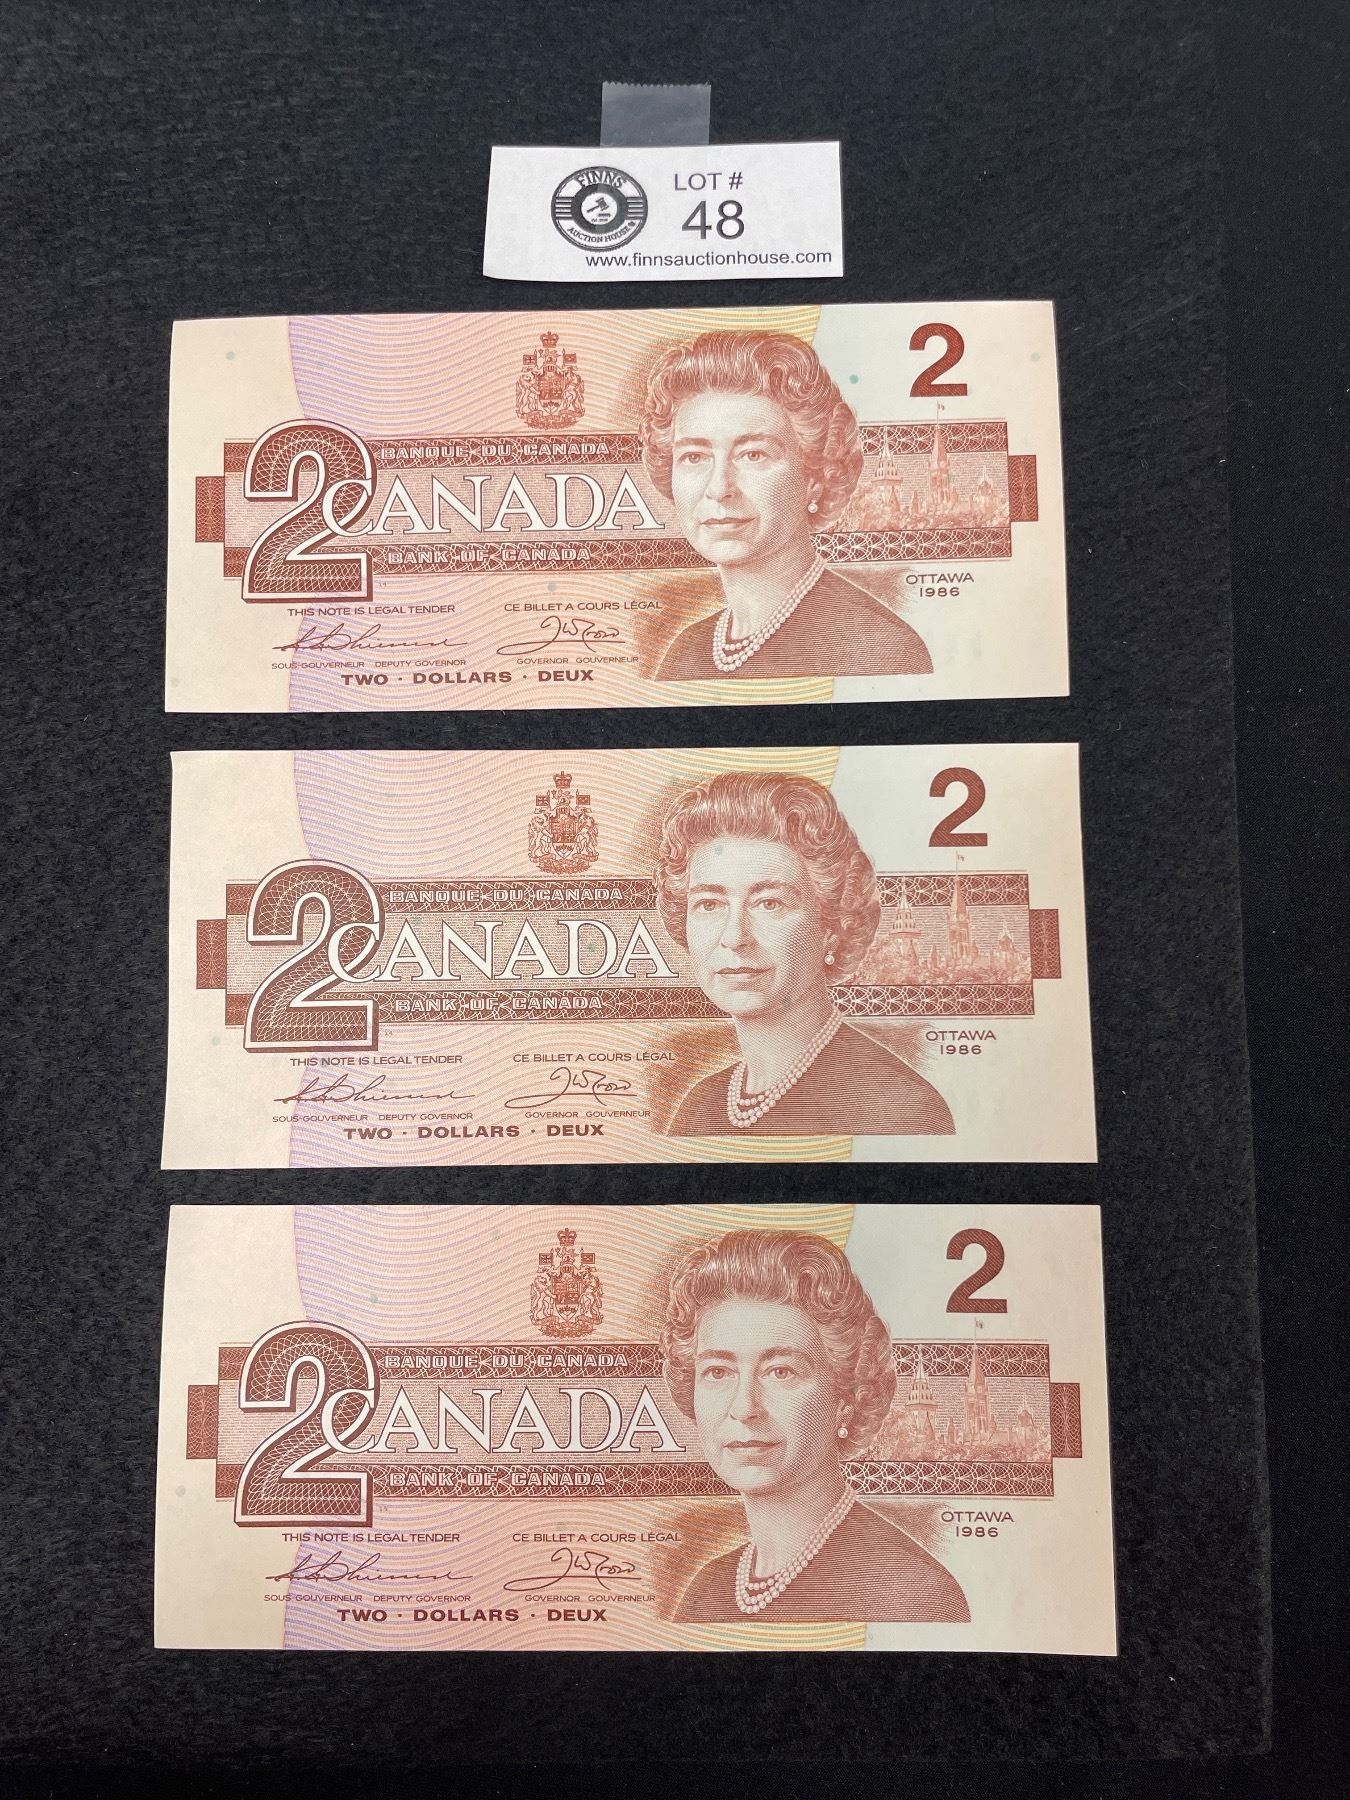 FINNS
AUCTION HOUSE
LOT #
48
www.finnsauctionhouse.com
2
BANQUE DU CANADA
2 CANADA
BANK OF CANADA
OTTAWA
1986
THIS NOTE IS LEGAL TENDER CE BILLET A COURS LÉGAL
SOUS-GOUVERNEUR DEPUTY GOVERNOR GOVERNOR GOUVERNEUR
TWO · DOLLARS · DEUX
2
BANQUE DU CANADA
2 CANADA
BANK OF CANADA
OTTAWA
1986
THIS NOTE IS LEGAL TENDER CE BILLET A COURS LÉGAL
SOUS-GOUVERNEUR DEPUTY GOVERNOR GOVERNOR GOUVERNEUR
TWO · DOLLARS · DEUX
2
BANQUE DU CANADA
2 CANADA
BANK OF CANADA
OTTAWA
1986
THIS NOTE IS LEGAL TENDER CE BILLET A COURS LÉGAL
SOUS-GOUVERNEUR DEPUTY GOVERNOR GOVERNOR GOUVERNEUR
TWO · DOLLARS · DEUX